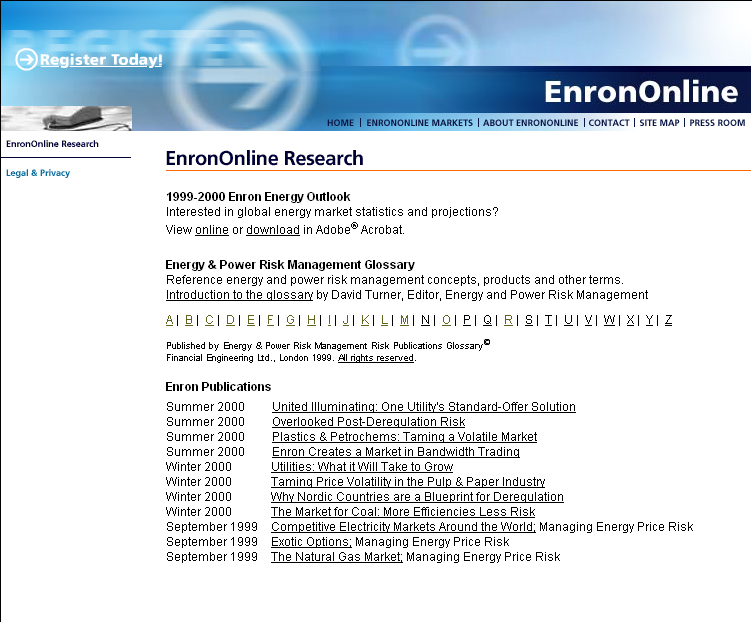 REGISTER
Register Today!
EnronOnline
HOME | ENRONONLINE MARKETS | ABOUT ENRONONLINE | CONTACT | SITE MAP | PRESS ROOM
EnronOnline Research
Legal & Privacy
EnronOnline Research
1999-2000 Enron Energy Outlook
Interested in global energy market statistics and projections?
View online or download in Adobe® Acrobat.
Energy & Power Risk Management Glossary
Reference energy and power risk management concepts, products and other terms.
Introduction to the glossary by David Turner, Editor, Energy and Power Risk Management
A | B | C | D | E | F | G | H | I | J | K | L | M | N | O | P | Q | R | S | T | U | V | W | X | Y | Z
Published by Energy & Power Risk Management Risk Publications Glossary©
Financial Engineering Ltd., London 1999. All rights reserved.
Enron Publications
Summer 2000 United Illuminating: One Utility's Standard-Offer Solution
Summer 2000 Overlooked Post-Deregulation Risk
Summer 2000 Plastics & Petrochems: Taming a Volatile Market
Summer 2000 Enron Creates a Market in Bandwidth Trading
Winter 2000 Utilities: What it Will Take to Grow
Winter 2000 Taming Price Volatility in the Pulp & Paper Industry
Winter 2000 Why Nordic Countries are a Blueprint for Deregulation
Winter 2000 The Market for Coal: More Efficiencies Less Risk
September 1999 Competitive Electricity Markets Around the World; Managing Energy Price Risk
September 1999 Exotic Options; Managing Energy Price Risk
September 1999 The Natural Gas Market; Managing Energy Price Risk